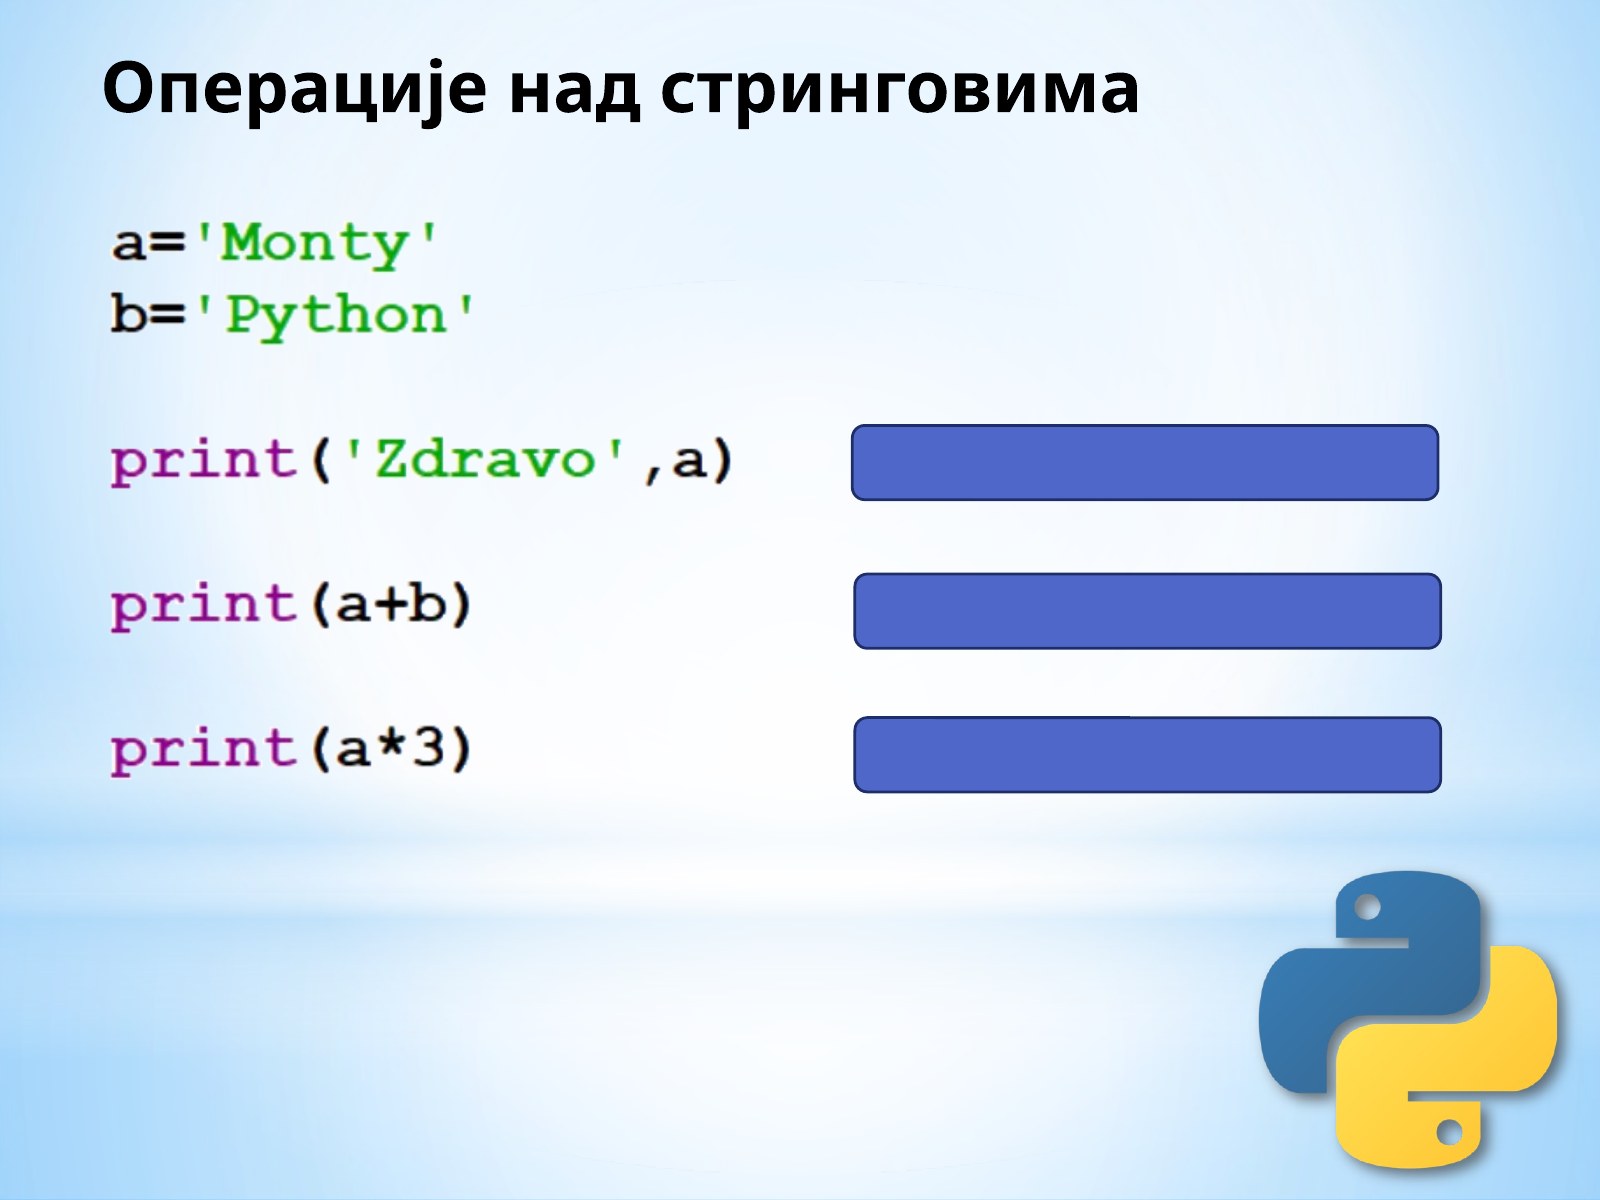 Операције над стринговима
a='Monty'
b='Python'
print('Zdravo',a)
print(a+b)
print(a*3)